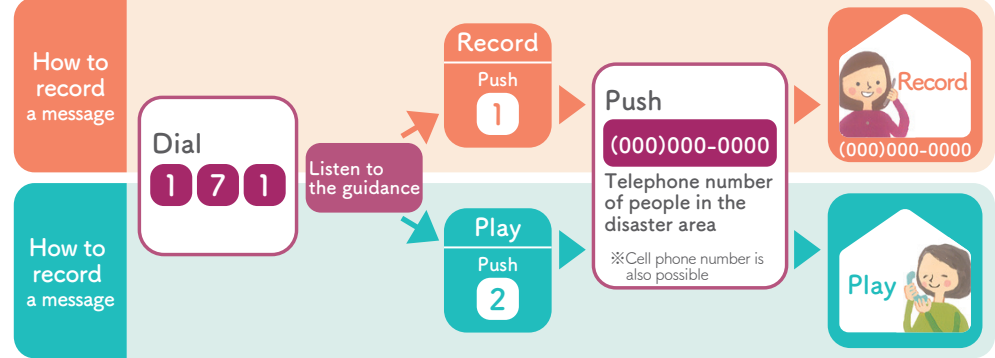 How to
record
a message
Dial
1 7 1
Listen to
the guidance
Record
Push
1
Push
(000)000-0000
Telephone number
of people in the
disaster area
※Cell phone number is
also possible
Record
(000)000-0000
How to
record
a message
Play
Push
2
Play